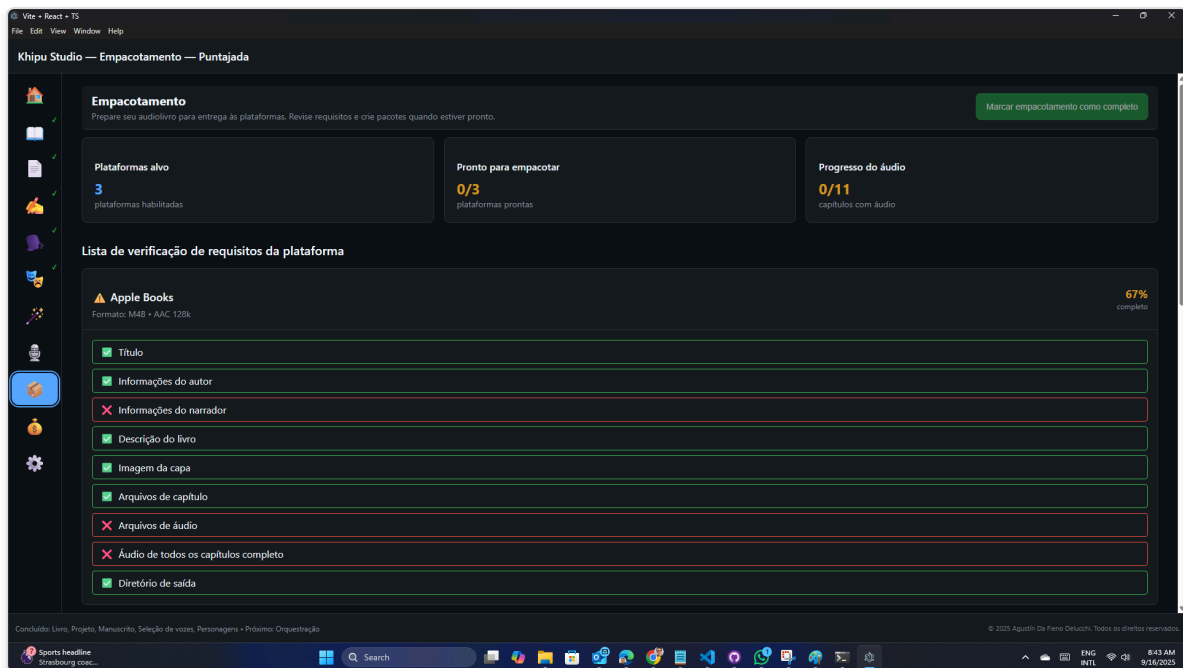 Vite + React + TS
File Edit View Window Help
Khipu Studio — Empacotamento — Puntajada
Empacotamento
Prepare seu audiolivro para entrega às plataformas. Revise requisitos e crie pacotes quando estiver pronto.
Marcar empacotamento como completo
Plataformas alvo
3
plataformas habilitadas
Pronto para empacotar
0/3
plataformas prontas
Progresso do áudio
0/11
capítulos com áudio
Lista de verificação de requisitos da plataforma
Apple Books
Formato: M4B • AAC 128k
67%
completo
Título
Informações do autor
Informações do narrador
Descrição do livro
Imagem da capa
Arquivos de capítulo
Arquivos de áudio
Áudio de todos os capítulos completo
Diretório de saída
Concluído: Livro, Projeto, Manuscrito, Seleção de vozes, Personagens • Próximo: Orquestração
© 2025 Agustín Da Fieno Delucchi. Todos os direitos reservados.
Sports headline
Strasbourg coac...
Search
ENG
INTL
8:43 AM
9/16/2025